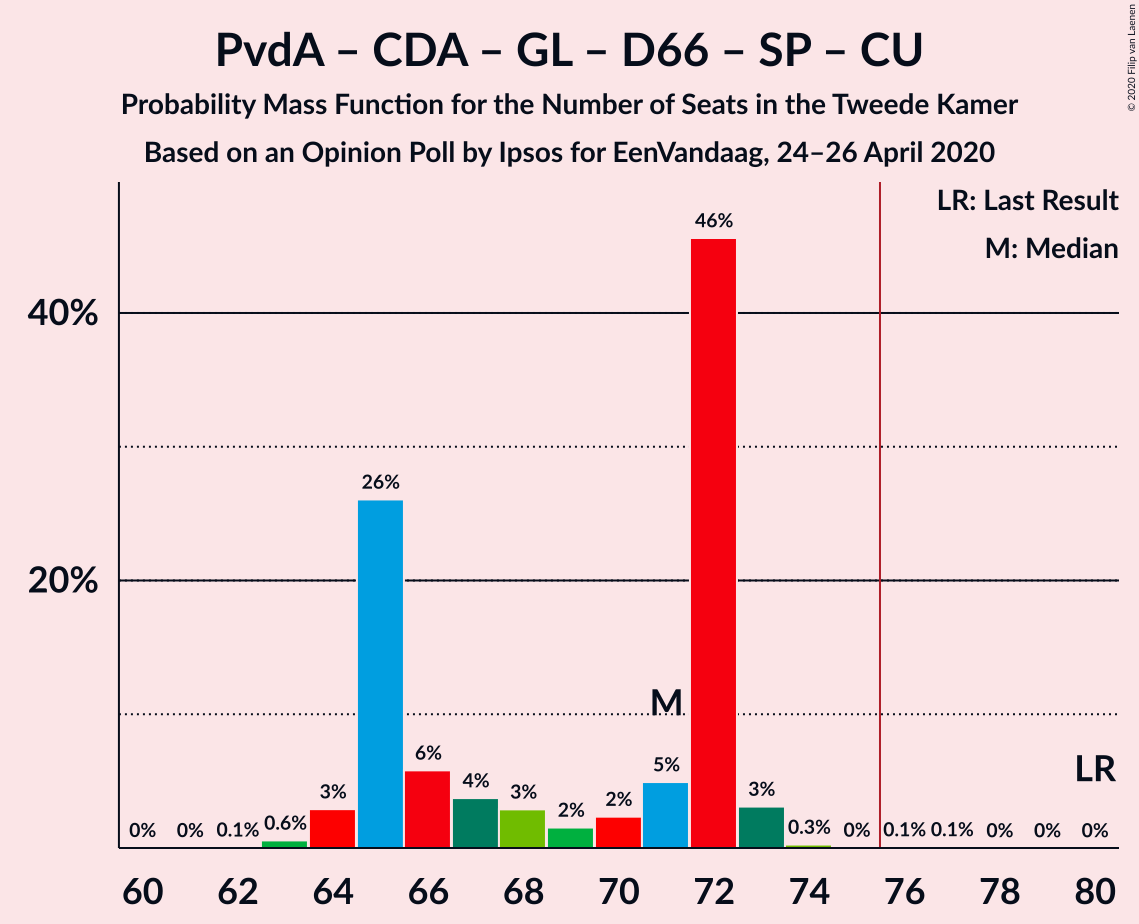 PvdA – CDA – GL – D66 – SP – CU
Probability Mass Function for the Number of Seats in the Tweede Kamer
Based on an Opinion Poll by Ipsos for EenVandaag, 24–26 April 2020
© 2020 Filip van Laenen
LR: Last Result
M: Median
46%
40%
26%
20%
M
LR
0% 0% 0.1% 0.6% 3% 6% 4% 3% 2% 2% 5% 3% 0.3% 0% 0.1% 0.1% 0% 0% 0%
60 62 64 66 68 70 72 74 76 78 80